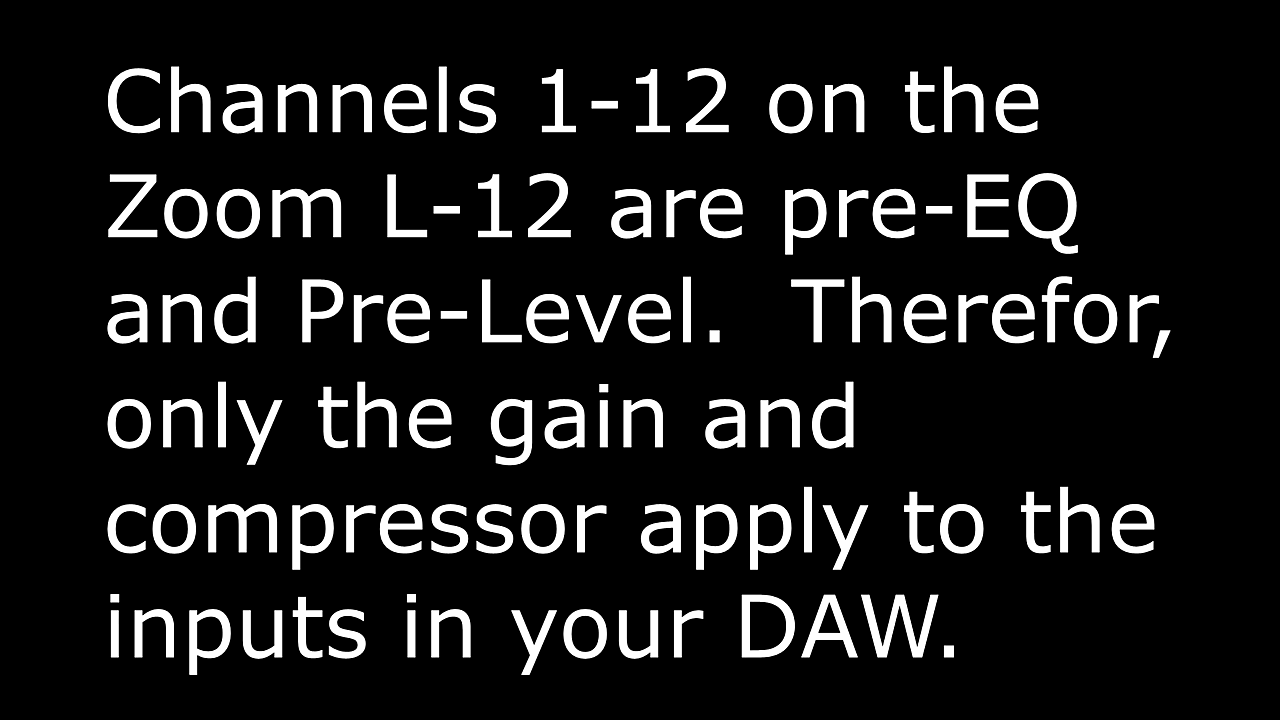 Channels 1-12 on the
Zoom L-12 are pre-EQ
and Pre-Level.  Therefor,
only the gain and
compressor apply to the
inputs in your DAW.